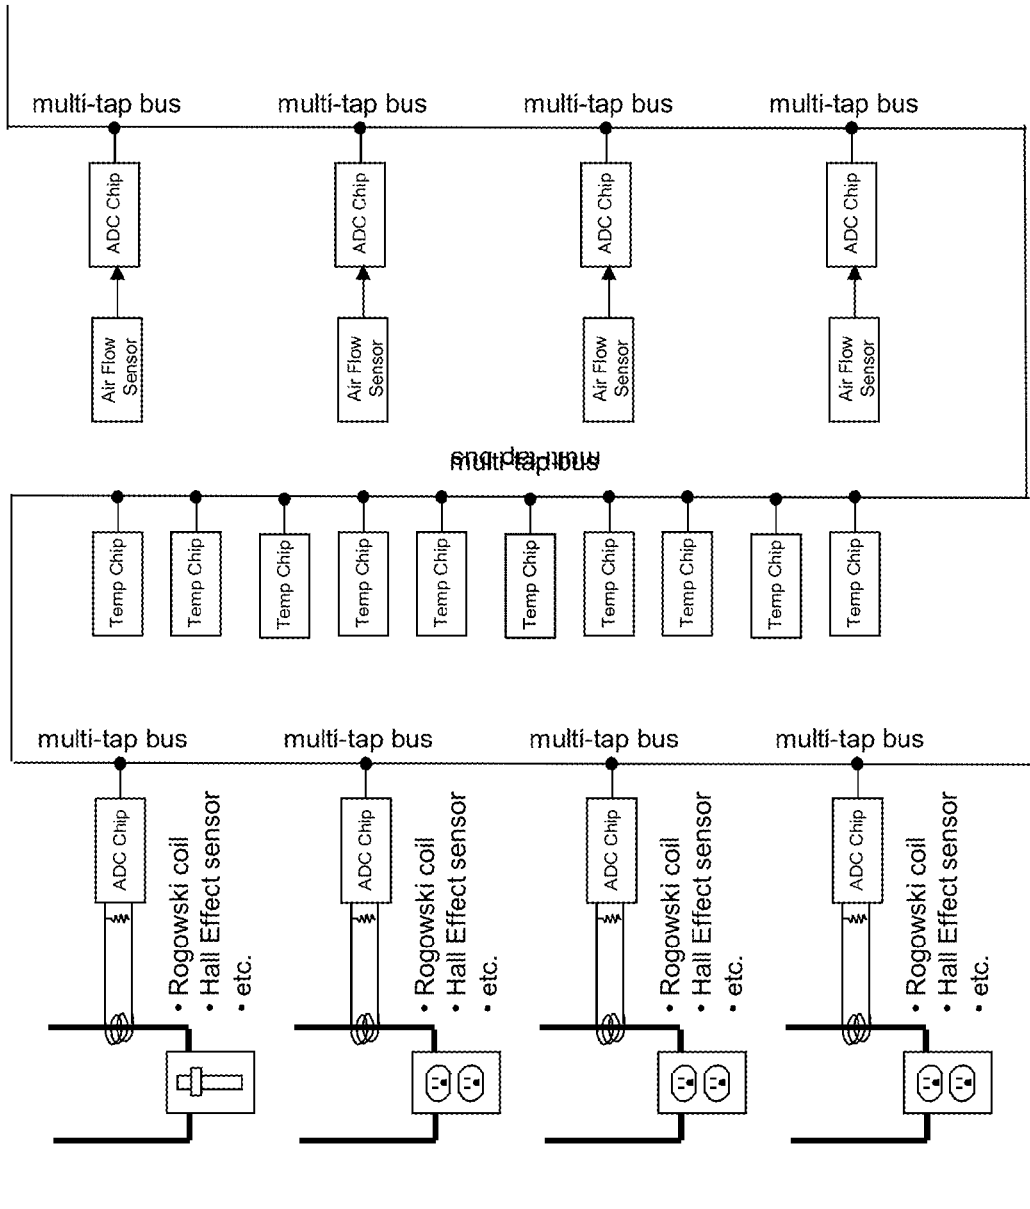 multi-tap bus
multi-tap bus
multi-tap bus
multi-tap bus
ADC Chip
ADC Chip
ADC Chip
ADC Chip
Air Flow
Sensor
Air Flow
Sensor
Air Flow
Sensor
Air Flow
Sensor
multi-tap bus
multi-tap bus
Temp Chip
Temp Chip
Temp Chip
Temp Chip
Temp Chip
Temp Chip
Temp Chip
Temp Chip
Temp Chip
Temp Chip
multi-tap bus
multi-tap bus
multi-tap bus
multi-tap bus
ADC Chip
• Rogowski coil
• Hall Effect sensor
• etc.
ADC Chip
• Rogowski coil
• Hall Effect sensor
• etc.
ADC Chip
• Rogowski coil
• Hall Effect sensor
• etc.
ADC Chip
• Rogowski coil
• Hall Effect sensor
• etc.